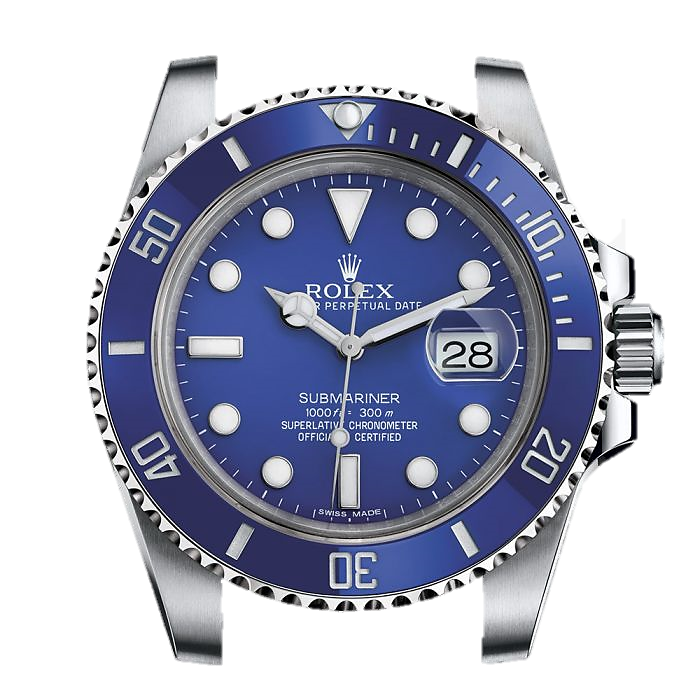 ROLEX
PERPETUAL DATE
28
SUBMARINER
1000ft = 300m
SUPERLATIVE CHRONOMETER
CERTIFIED
SWISS MADE
10
20
30
40
50